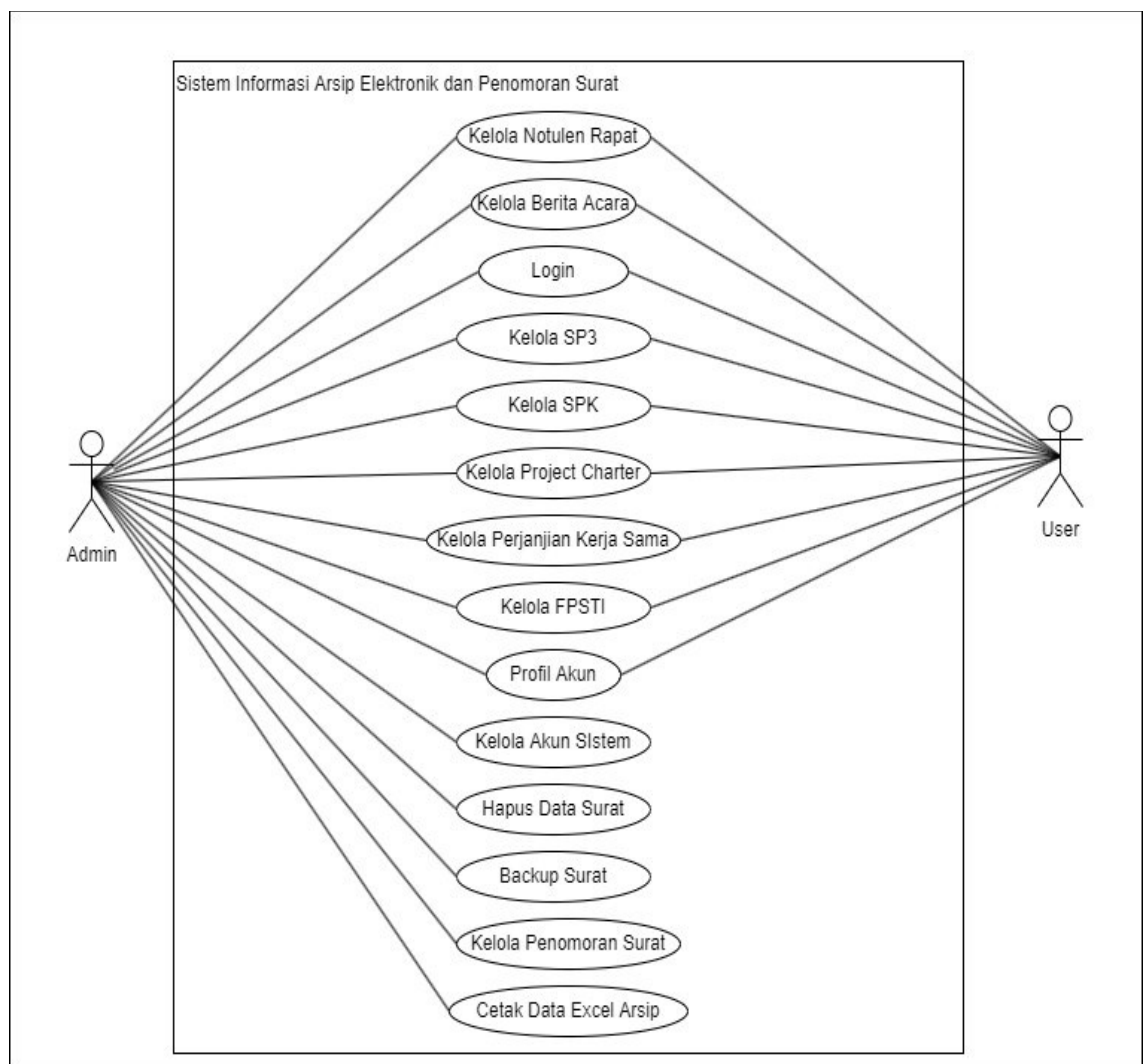 Sistem Informasi Arsip Elektronik dan Penomoran Surat
Kelola Notulen Rapat
Kelola Berita Acara
Login
Kelola SP3
Kelola SPK
Kelola Project Charter
Kelola Perjanjian Kerja Sama
Kelola FPSTI
Profil Akun
Kelola Akun SIstem
Hapus Data Surat
Backup Surat
Kelola Penomoran Surat
Cetak Data Excel Arsip
Admin
User